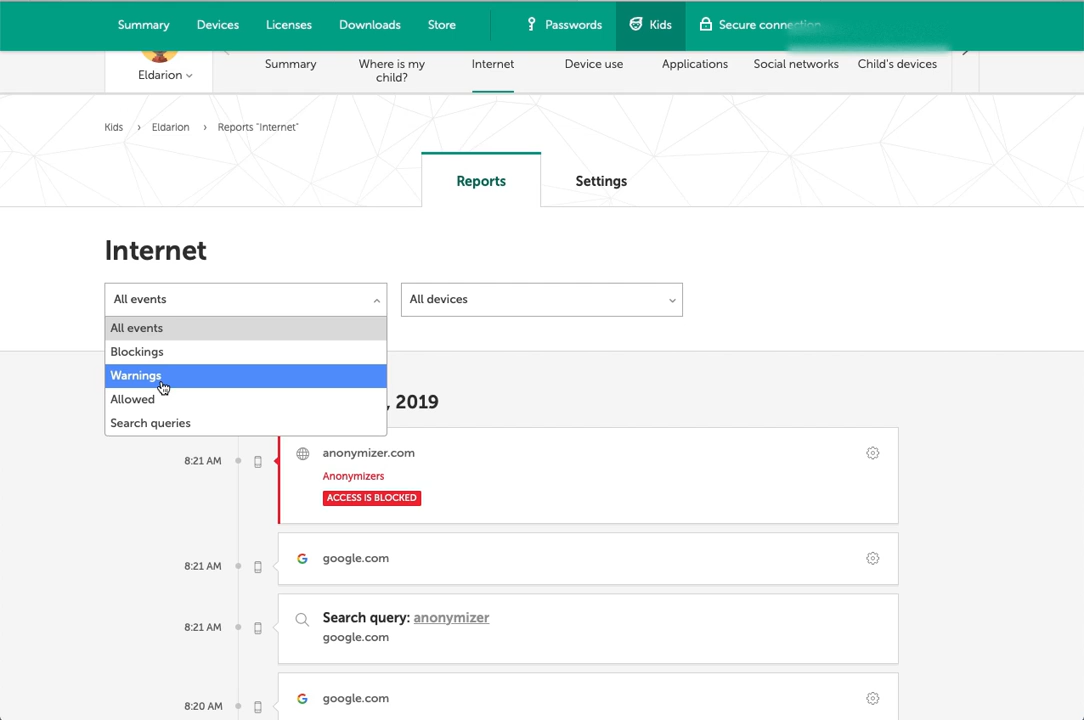 Summary
Devices
Licenses
Downloads
Store
Passwords
Kids
Secure connection
Eldarion
Summary
Where is my
child?
Internet
Device use
Applications
Social networks
Child's devices
Kids › Eldarion › Reports "Internet"
Reports
Settings
Internet
All events
All devices
All events
Blockings
Warnings
Allowed
Search queries
, 2019
8:21 AM
anonymizer.com
Anonymizers
ACCESS IS BLOCKED
8:21 AM
google.com
8:21 AM
Search query: anonymizer
google.com
8:20 AM
google.com